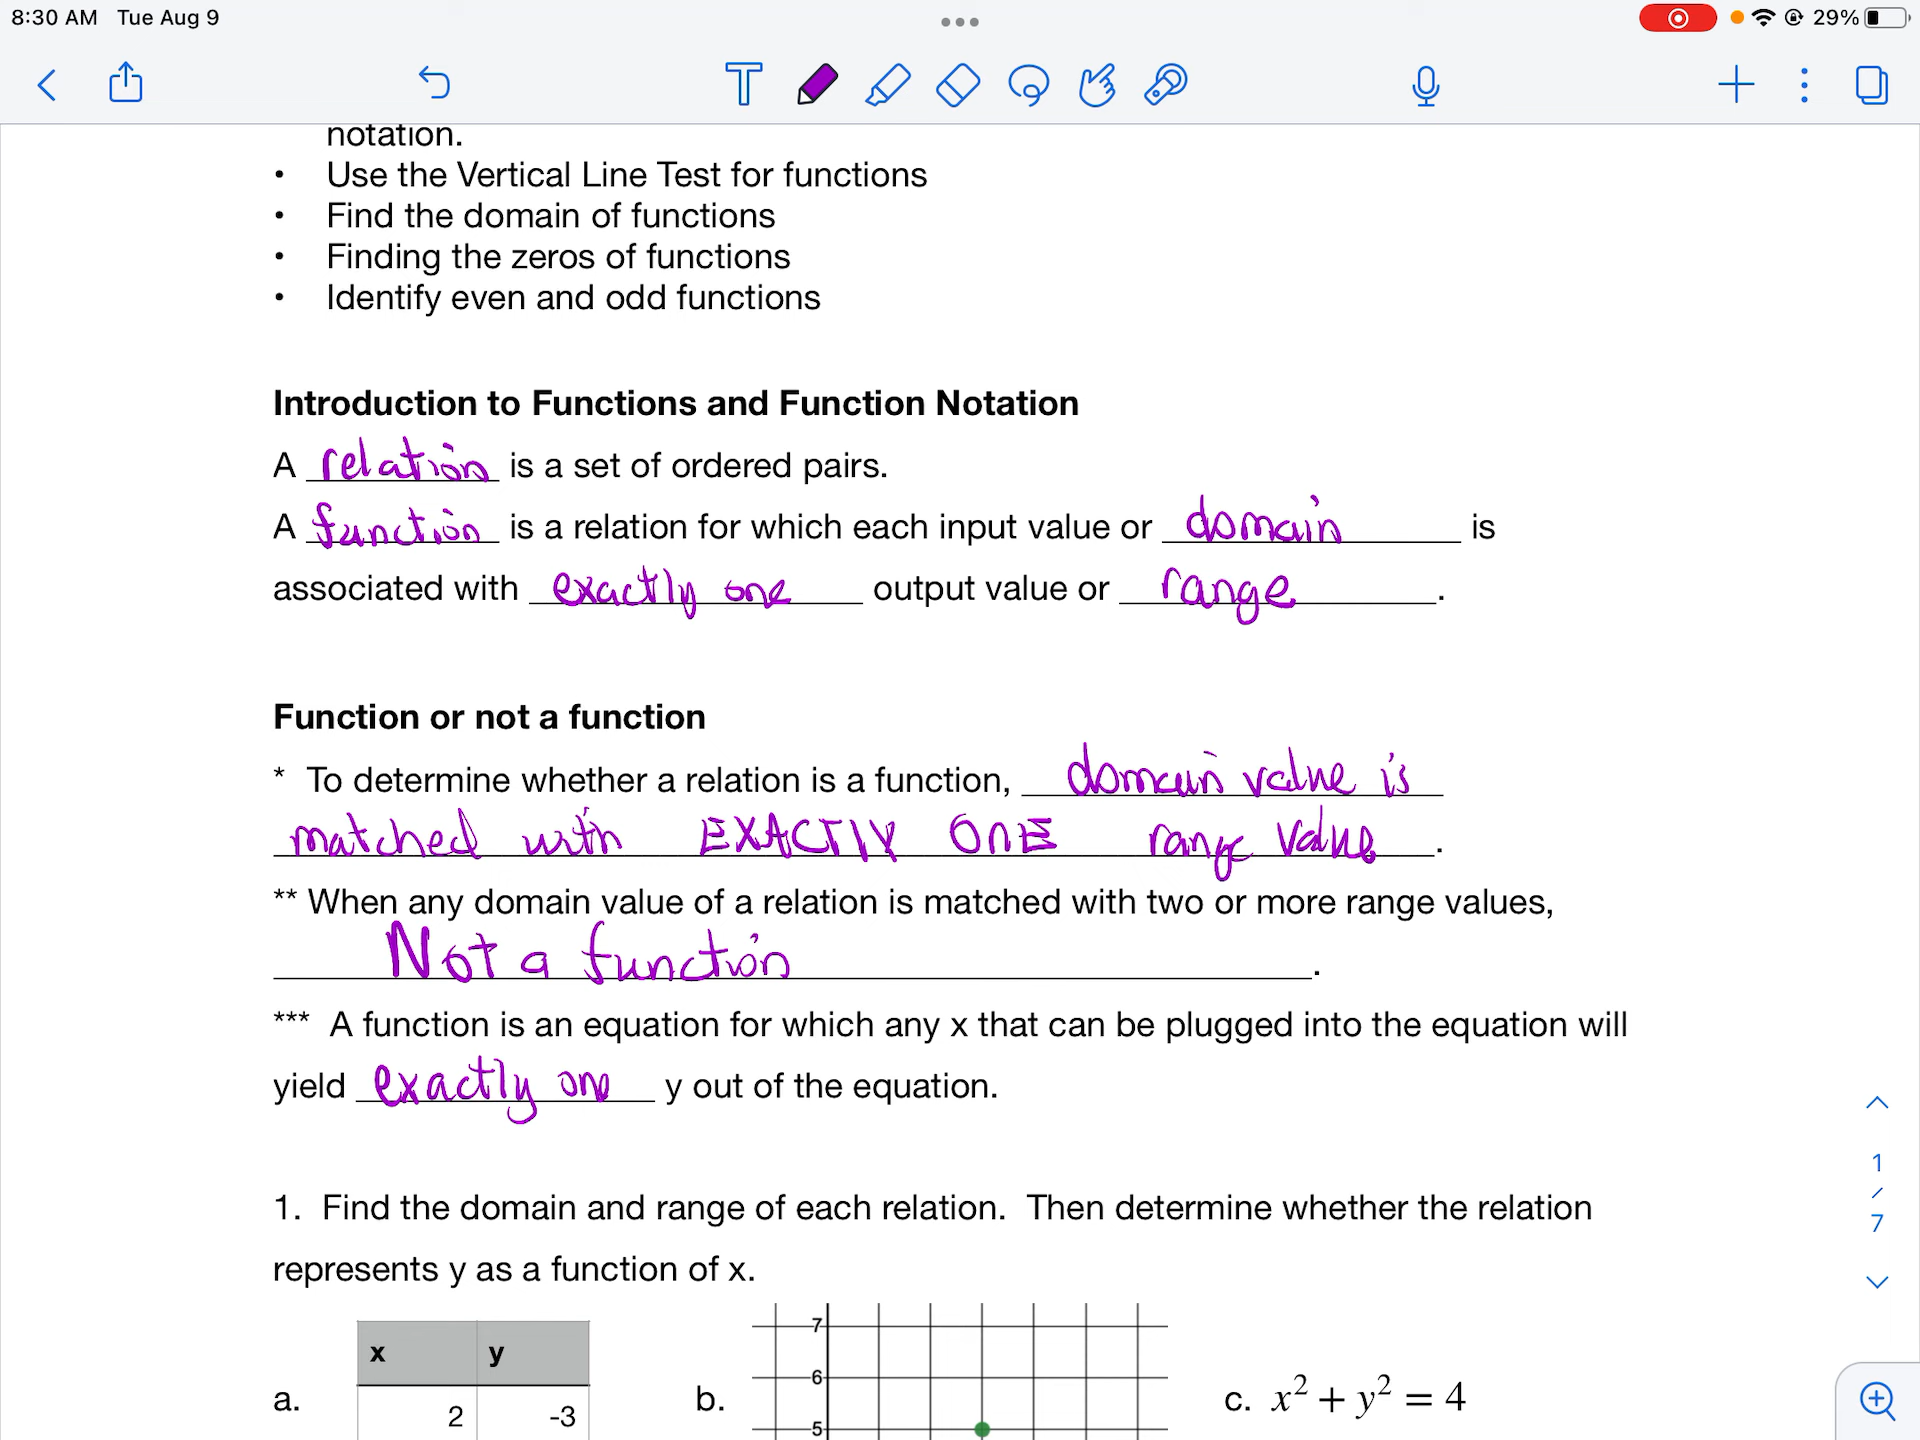 8:30 AM Tue Aug 9 29%
notation.
• Use the Vertical Line Test for functions
• Find the domain of functions
• Finding the zeros of functions
• Identify even and odd functions
Introduction to Functions and Function Notation
A relation is a set of ordered pairs.
A function is a relation for which each input value or domain is
associated with exactly one output value or range.
Function or not a function
* To determine whether a relation is a function, domain value is
matched with EXACTLY ONE range value.
** When any domain value of a relation is matched with two or more range values,
Not a function.
*** A function is an equation for which any x that can be plugged into the equation will
yield exactly one y out of the equation.
1. Find the domain and range of each relation. Then determine whether the relation
represents y as a function of x.
a. x y
2 -3
b. 7
6
5
c. x² + y² = 4
1
/
7